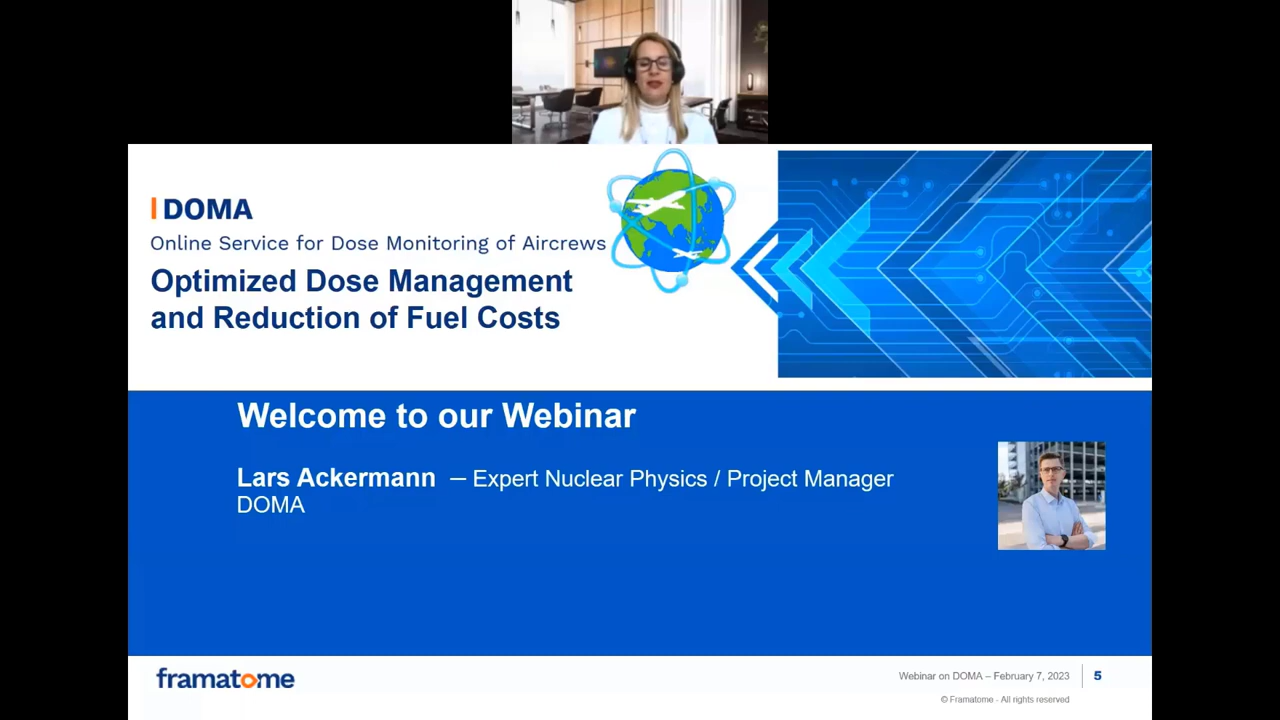 DOMA
Online Service for Dose Monitoring of Aircrews
Optimized Dose Management
and Reduction of Fuel Costs
Welcome to our Webinar
Lars Ackermann – Expert Nuclear Physics / Project Manager
DOMA
framatome
Webinar on DOMA – February 7, 2023
5
© Framatome - All rights reserved